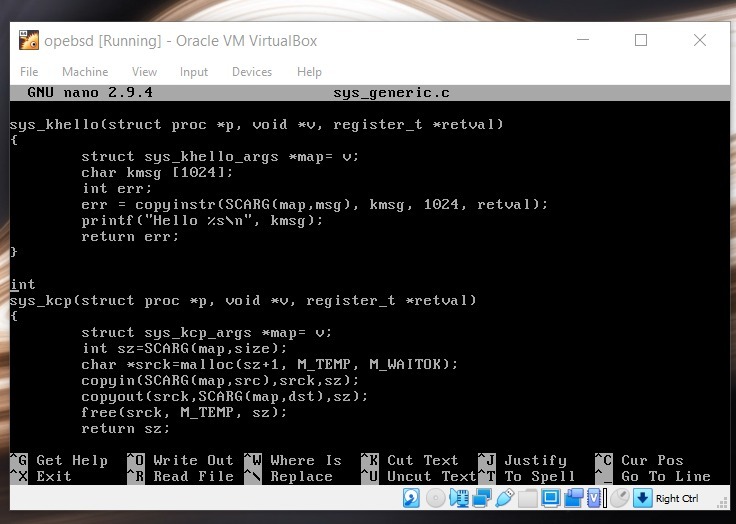 opebsd [Running] - Oracle VM VirtualBox
File Machine View Input Devices Help
GNU nano 2.9.4 sys_generic.c
sys_khello(struct proc *p, void *v, register_t *retval)
{
struct sys_khello_args *map= v;
char kmsg [1024];
int err;
err = copyinstr(SCARG(map,msg), kmsg, 1024, retval);
printf("Hello %s\n", kmsg);
return err;
}
int
sys_kcp(struct proc *p, void *v, register_t *retval)
{
struct sys_kcp_args *map= v;
int sz=SCARG(map,size);
char *srck=malloc(sz+1, M_TEMP, M_WAITOK);
copyin(SCARG(map,src),srck,sz);
copyout(srck,SCARG(map,dst),sz);
free(srck, M_TEMP, sz);
return sz;
^G Get Help ^O Write Out ^W Where Is ^K Cut Text ^J Justify ^C Cur Pos
^X Exit ^R Read File ^\ Replace ^U Uncut Text ^T To Spell ^_ Go To Line
Right Ctrl